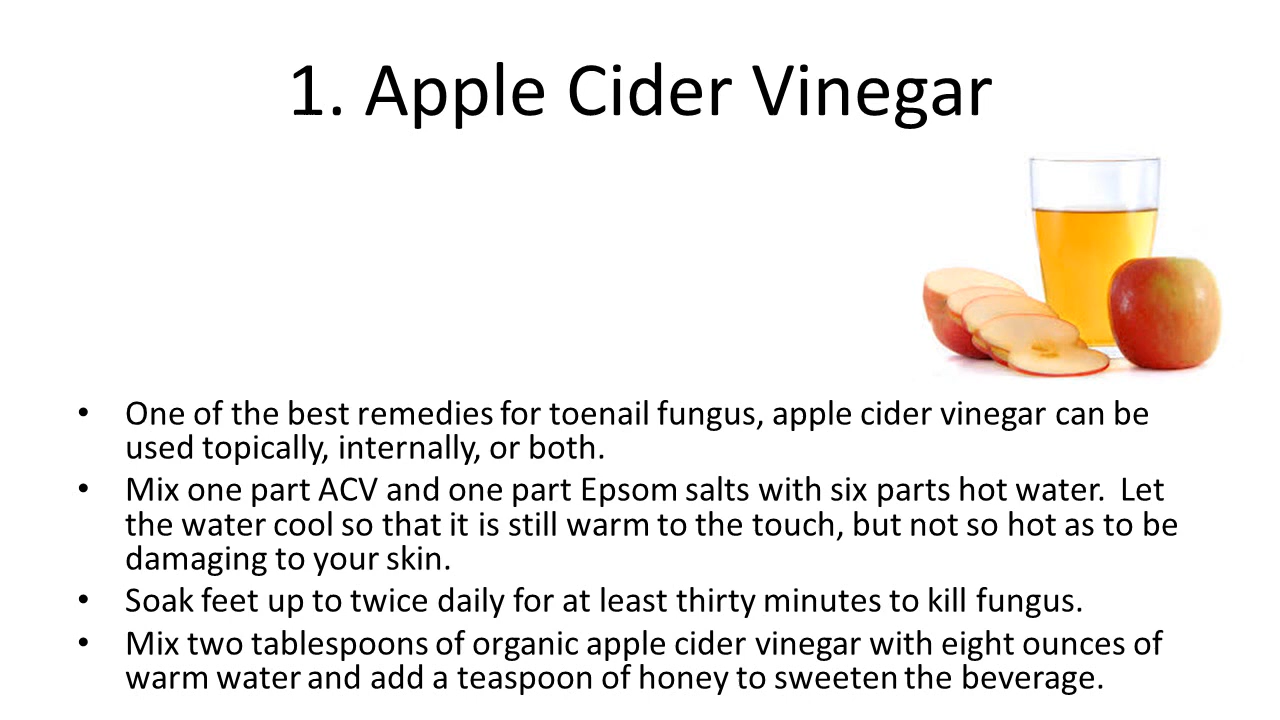 1. Apple Cider Vinegar
• One of the best remedies for toenail fungus, apple cider vinegar can be
used topically, internally, or both.
• Mix one part ACV and one part Epsom salts with six parts hot water.  Let
the water cool so that it is still warm to the touch, but not so hot as to be
damaging to your skin.
• Soak feet up to twice daily for at least thirty minutes to kill fungus.
• Mix two tablespoons of organic apple cider vinegar with eight ounces of
warm water and add a teaspoon of honey to sweeten the beverage.